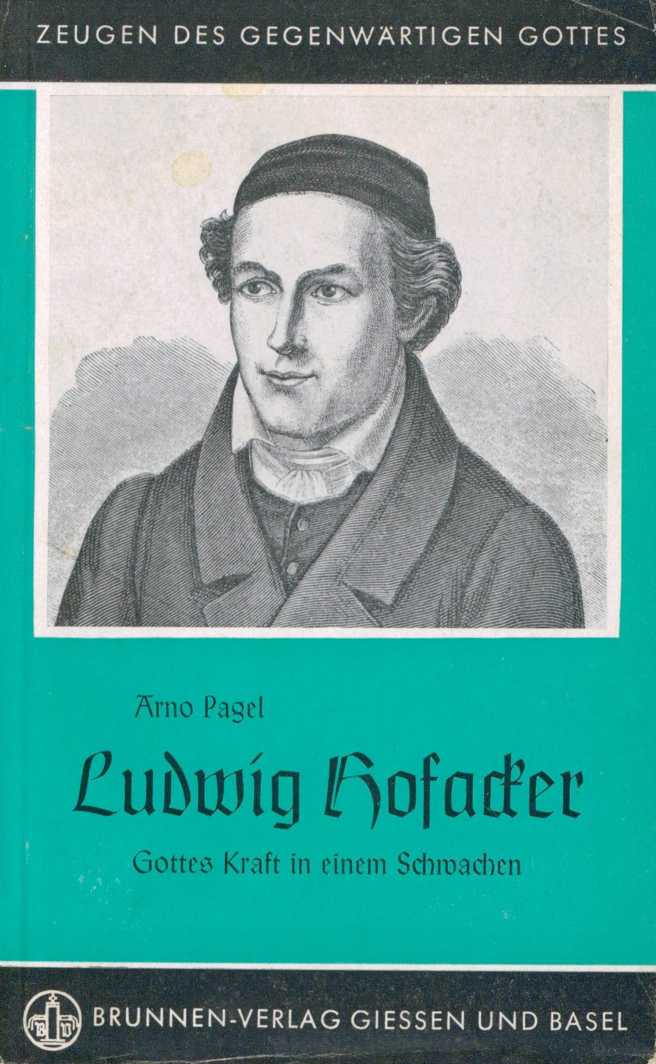 ZEUGEN DES GEGENWÄRTIGEN GOTTES
Arno Pagel
Ludwig Hofacker
Gottes Kraft in einem Schwachen
B V
BRUNNEN-VERLAG GIESSEN UND BASEL